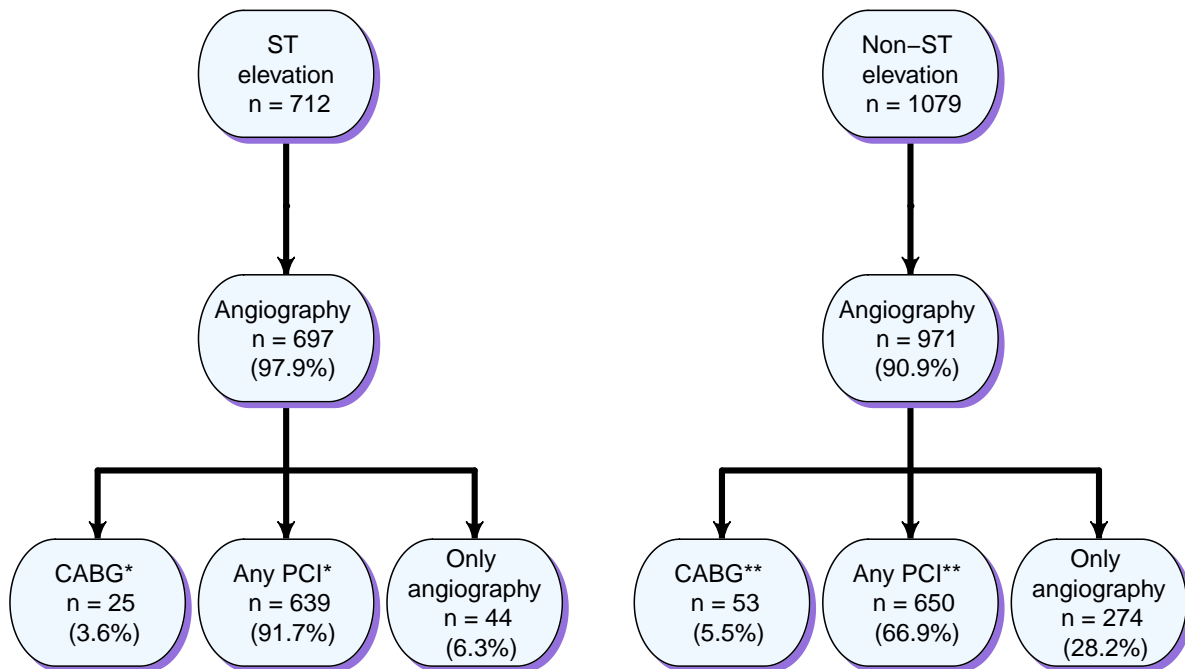 ST
elevation
n = 712
Non−ST
elevation
n = 1079
Angiography
n = 697
(97.9%)
Angiography
n = 971
(90.9%)
CABG*
n = 25
(3.6%)
Any PCI*
n = 639
(91.7%)
Only
angiography
n = 44
(6.3%)
CABG**
n = 53
(5.5%)
Any PCI**
n = 650
(66.9%)
Only
angiography
n = 274
(28.2%)